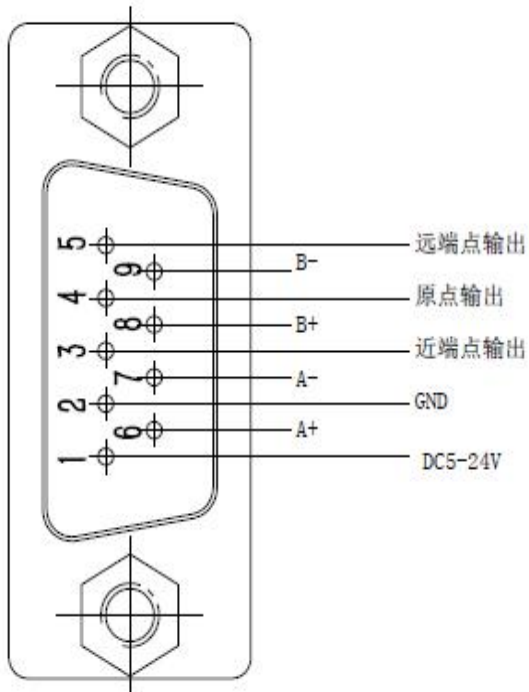 5 远端点输出
9 B-
4 原点输出
8 B+
3 近端点输出
7 A-
2 GND
6 A+
1 DC5-24V